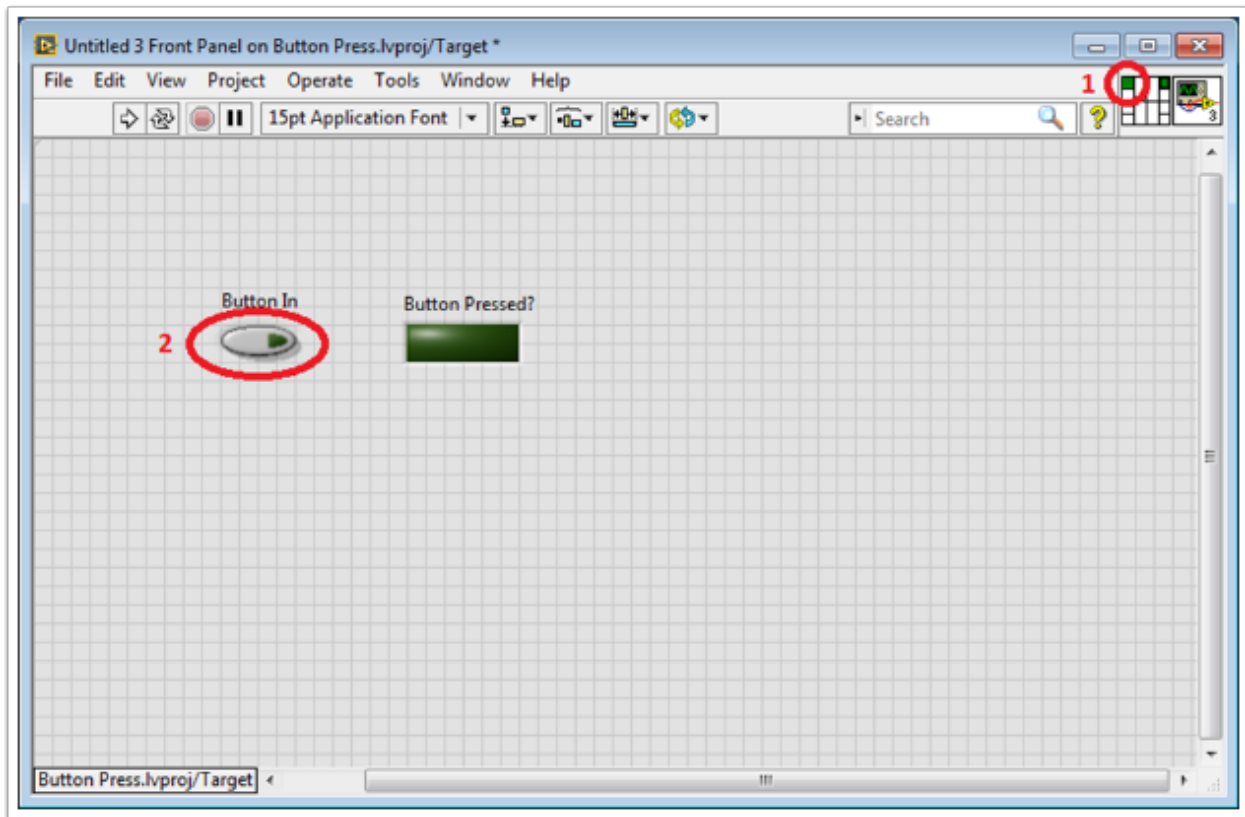 Untitled 3 Front Panel on Button Press.lvproj/Target *
File Edit View Project Operate Tools Window Help
1
15pt Application Font
Search
?
3
Button In
Button Pressed?
2
Button Press.lvproj/Target